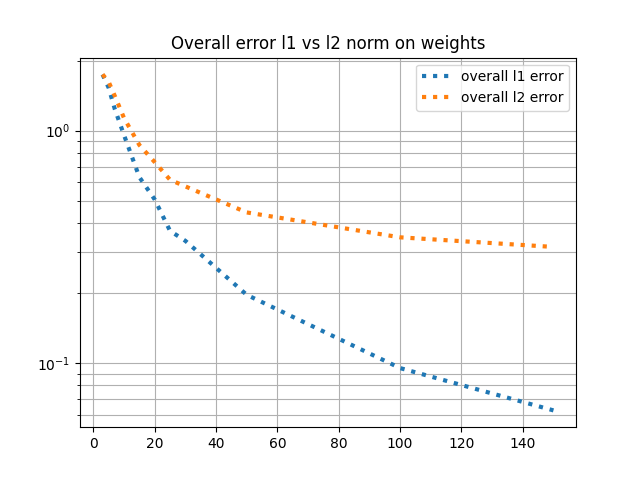 Overall error l1 vs l2 norm on weights
overall l1 error
overall l2 error
10⁰
10⁻¹
0 20 40 60 80 100 120 140